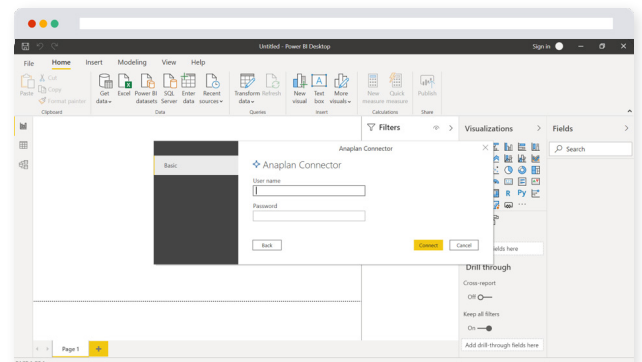 Untitled - Power BI Desktop
Sign in
File Home Insert Modeling View Help
Paste
Cut
Copy
Format painter
Clipboard
Get data
Excel
Power BI datasets
SQL Server
Enter data
Recent sources
Data
Transform data
Refresh
Queries
New visual
Text box
More visuals
Insert
New measure
Quick measure
Calculations
Publish
Share
Filters
Visualizations
Fields
Search
Anaplan Connector
Basic
Anaplan Connector
User name
Password
Back
Connect
Cancel
R Py
elds here
Drill through
Cross-report
Off
Keep all filters
On
Add drill-through fields here
Page 1